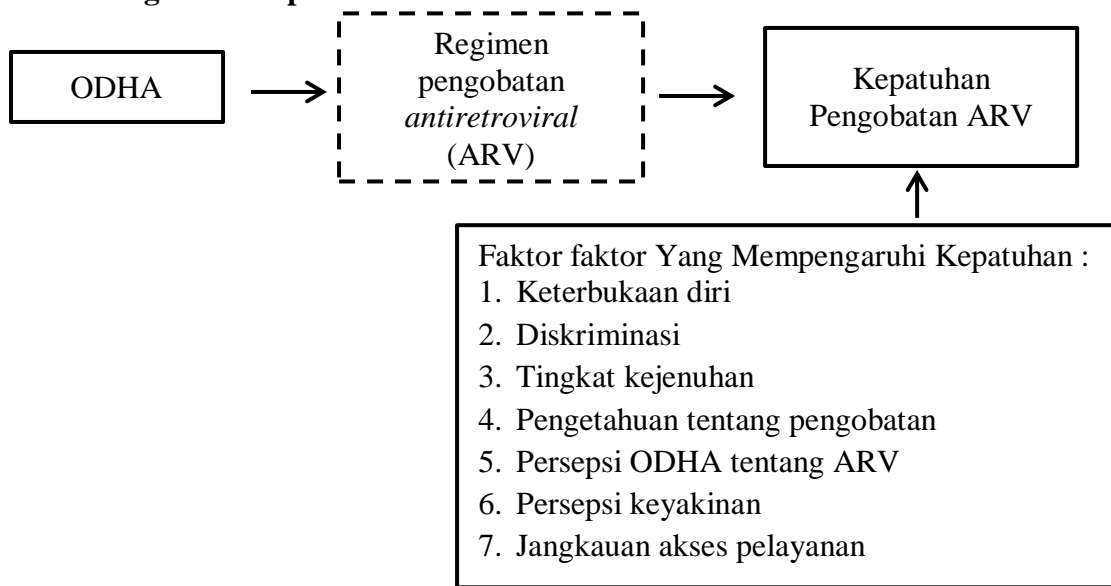 ODHA
Regimen
pengobatan
antiretroviral
(ARV)
Kepatuhan
Pengobatan ARV
Faktor faktor Yang Mempengaruhi Kepatuhan :
1. Keterbukaan diri
2. Diskriminasi
3. Tingkat kejenuhan
4. Pengetahuan tentang pengobatan
5. Persepsi ODHA tentang ARV
6. Persepsi keyakinan
7. Jangkauan akses pelayanan